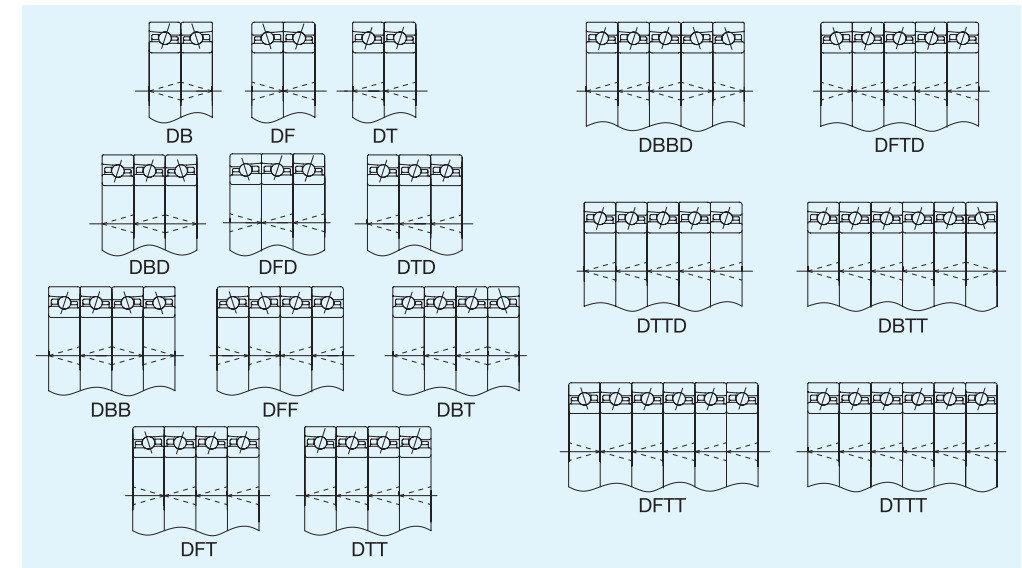 DB DF DT
DBD DFD DTD
DBB DFF DBT
DFT DTT
DBBD DFTD
DTTD DBTT
DFTT DTTT